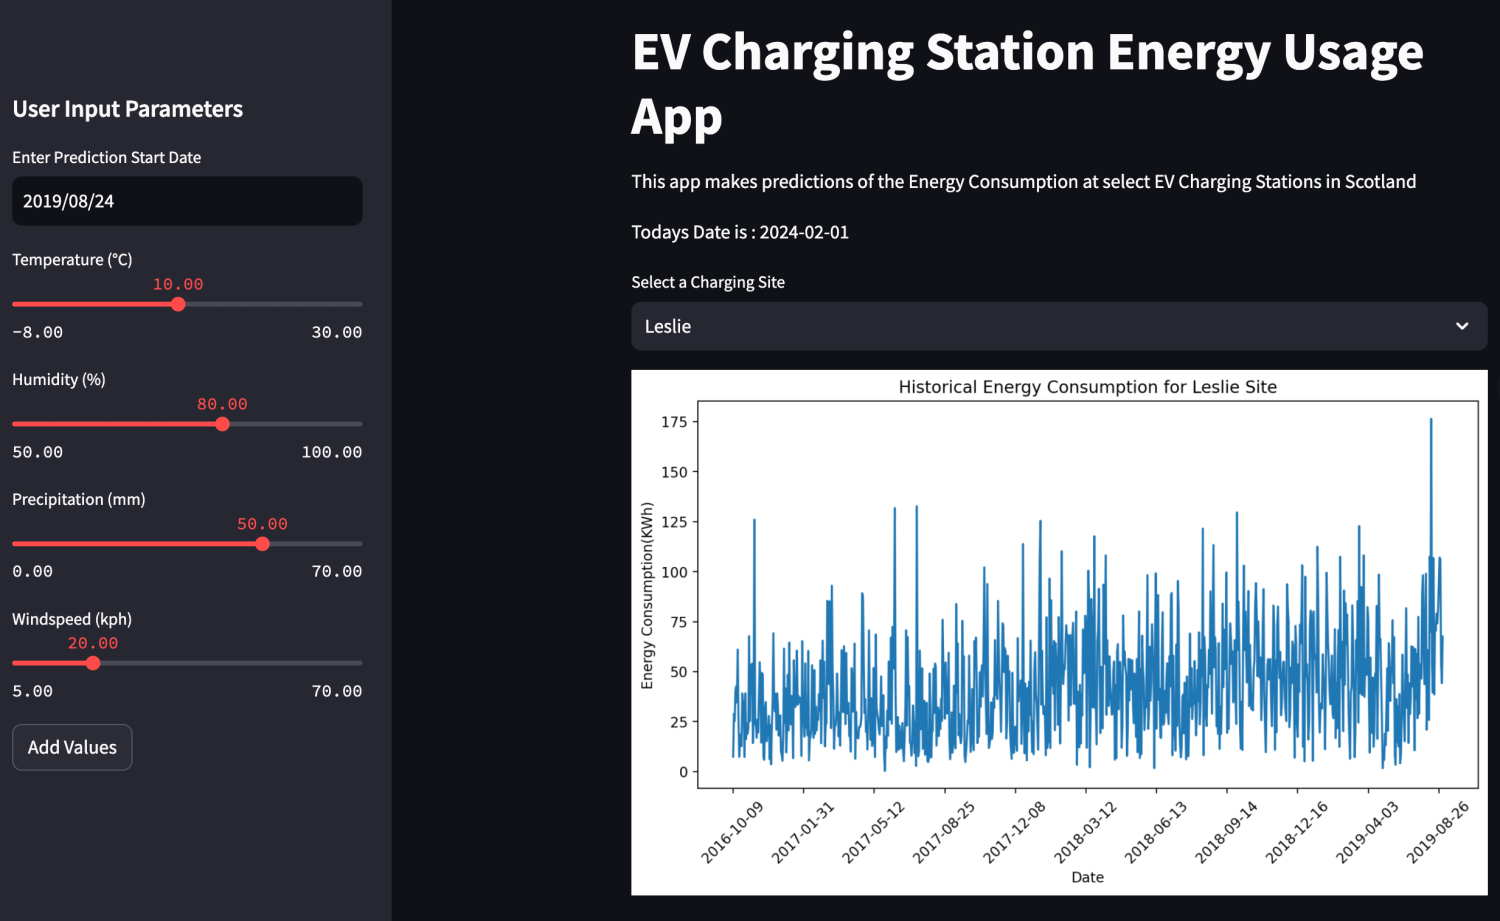 User Input Parameters
Enter Prediction Start Date
2019/08/24
Temperature (°C)
10.00
-8.00 30.00
Humidity (%)
80.00
50.00 100.00
Precipitation (mm)
50.00
0.00 70.00
Windspeed (kph)
20.00
5.00 70.00
Add Values
EV Charging Station Energy Usage
App
This app makes predictions of the Energy Consumption at select EV Charging Stations in Scotland
Todays Date is : 2024-02-01
Select a Charging Site
Leslie
Historical Energy Consumption for Leslie Site
Energy Consumption(KWh)
175
150
125
100
75
50
25
0
2016-10-09 2017-01-31 2017-05-12 2017-08-25 2017-12-08 2018-03-12 2018-06-13 2018-09-14 2018-12-16 2019-04-03 2019-08-26
Date